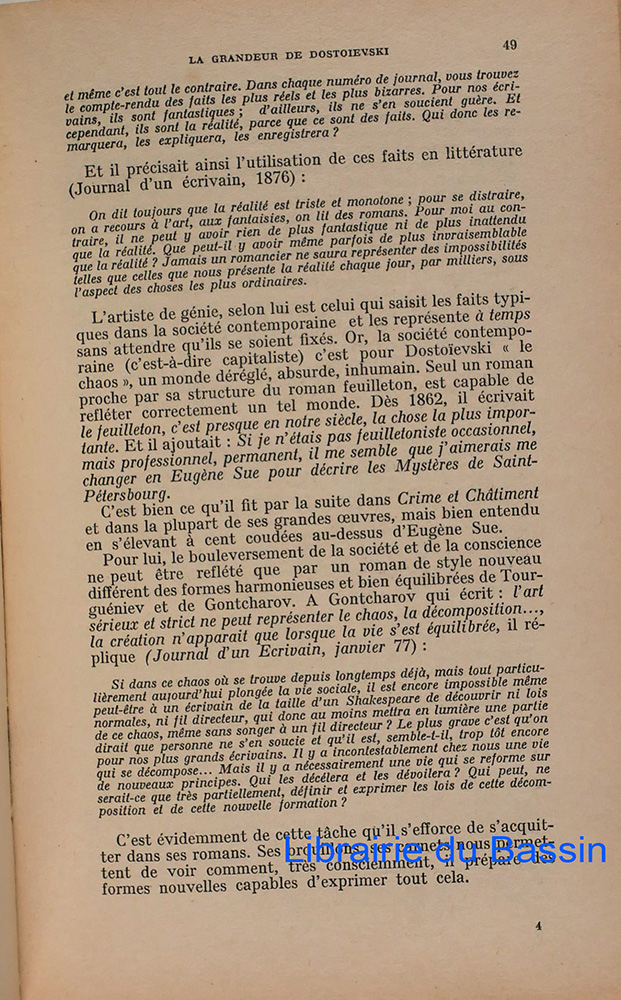 LA GRANDEUR DE DOSTOIEVSKI 49
et même c'est tout le contraire. Dans chaque numéro de journal, vous trouvez
le compte-rendu des faits les plus réels et les plus bizarres. Pour nos écri-
vains, ils sont fantastiques ; d'ailleurs, ils ne s'en soucient guère. Et
cependant, ils sont la réalité, parce que ce sont des faits. Qui donc les re-
marquera, les expliquera, les enregistrera ?
Et il précisait ainsi l'utilisation de ces faits en littérature
(Journal d'un écrivain, 1876) :
On dit toujours que la réalité est triste et monotone ; pour se distraire,
on a recours à l'art, aux fantaisies, on lit des romans. Pour moi au con-
traire, il ne peut y avoir rien de plus fantastique ni de plus inattendu
que la réalité. Que peut-il y avoir même parfois de plus invraisemblable
que la réalité ? Jamais un romancier ne saura représenter des impossibilités
telles que celles que nous présente la réalité chaque jour, par milliers, sous
l'aspect des choses les plus ordinaires.
L'artiste de génie, selon lui est celui qui saisit les faits typi-
ques dans la société contemporaine et les représente à temps
sans attendre qu'ils se soient fixés. Or, la société contempo-
raine (c'est-à-dire capitaliste) c'est pour Dostoïevski « le
chaos », un monde déréglé, absurde, inhumain. Seul un roman
proche par sa structure du roman feuilleton, est capable de
refléter correctement un tel monde. Dès 1862, il écrivait
le feuilleton, c'est presque en notre siècle, la chose la plus impor-
tante. Et il ajoutait : Si je n'étais pas feuilletoniste occasionnel,
mais professionnel, permanent, il me semble que j'aimerais me
changer en Eugène Sue pour décrire les Mystères de Saint-
Pétersbourg.
C'est bien ce qu'il fit par la suite dans Crime et Châtiment
et dans la plupart de ses grandes œuvres, mais bien entendu
en s'élevant à cent coudées au-dessus d'Eugène Sue.
Pour lui, le bouleversement de la société et de la conscience
ne peut être reflété que par un roman de style nouveau
différent des formes harmonieuses et bien équilibrées de Tour-
guéniev et de Gontcharov. A Gontcharov qui écrit : l'art
sérieux et strict ne peut représenter le chaos, la décomposition...,
la création n'apparait que lorsque la vie s'est équilibrée, il ré-
plique (Journal d'un Ecrivain, janvier 77) :
Si dans ce chaos où se trouve depuis longtemps déjà, mais tout particu-
lièrement aujourd'hui plongée la vie sociale, il est encore impossible même
peut-être à un écrivain de la taille d'un Shakespeare de découvrir ni lois
normales, ni fil directeur, qui donc au moins mettra en lumière une partie
de ce chaos, même sans songer à un fil directeur ? Le plus grave c'est qu'on
dirait que personne ne s'en soucie et qu'il est, semble-t-il, trop tôt encore
pour nos plus grands écrivains. Il y a incontestablement chez nous une vie
qui se décompose... Mais il y a nécessairement une vie qui se reforme sur
de nouveaux principes. Qui les décèlera et les dévoilera ? Qui peut, ne
serait-ce que très partiellement, définir et exprimer les lois de cette décom-
position et de cette nouvelle formation ?
C'est évidemment de cette tâche qu'il s'efforce de s'acquit-
ter dans ses romans. Ses brouillons, ses carnets nous permet-
tent de voir comment, très consciemment, il prépare des
formes nouvelles capables d'exprimer tout cela.
Librairie du Bassin
4